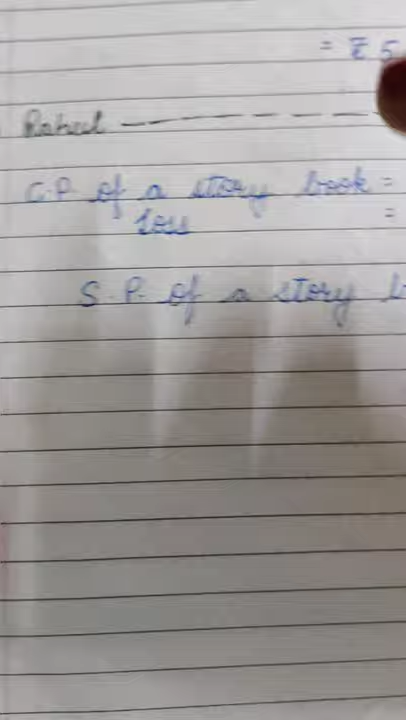 = ₹ 5
Rahul — — — — — — —
C.P. of a story book =
loss =
S.P. of a story b